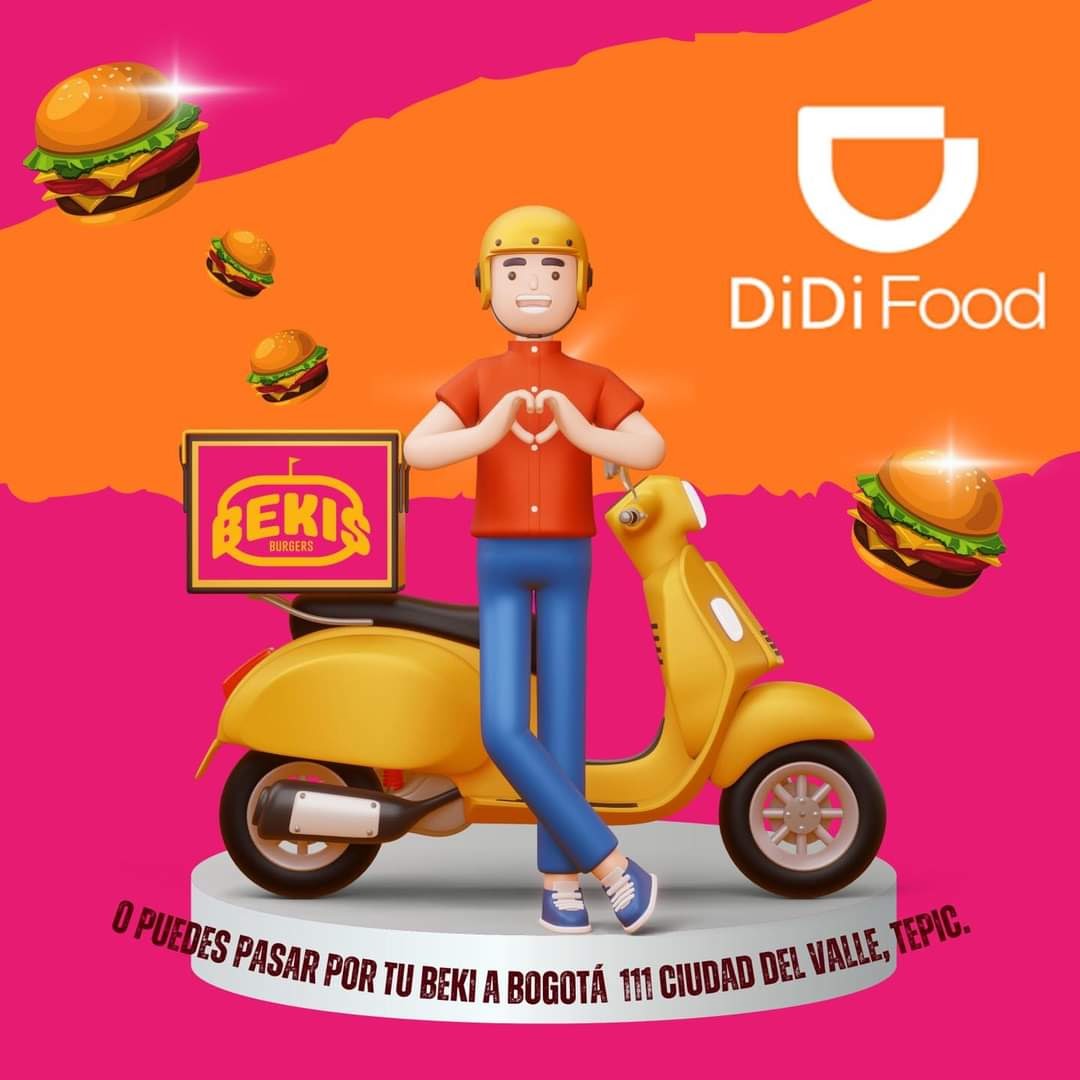 DiDi Food
BEKIS
BURGERS
O PUEDES PASAR POR TU BEKI A BOGOTÁ 111 CIUDAD DEL VALLE, TEPIC.